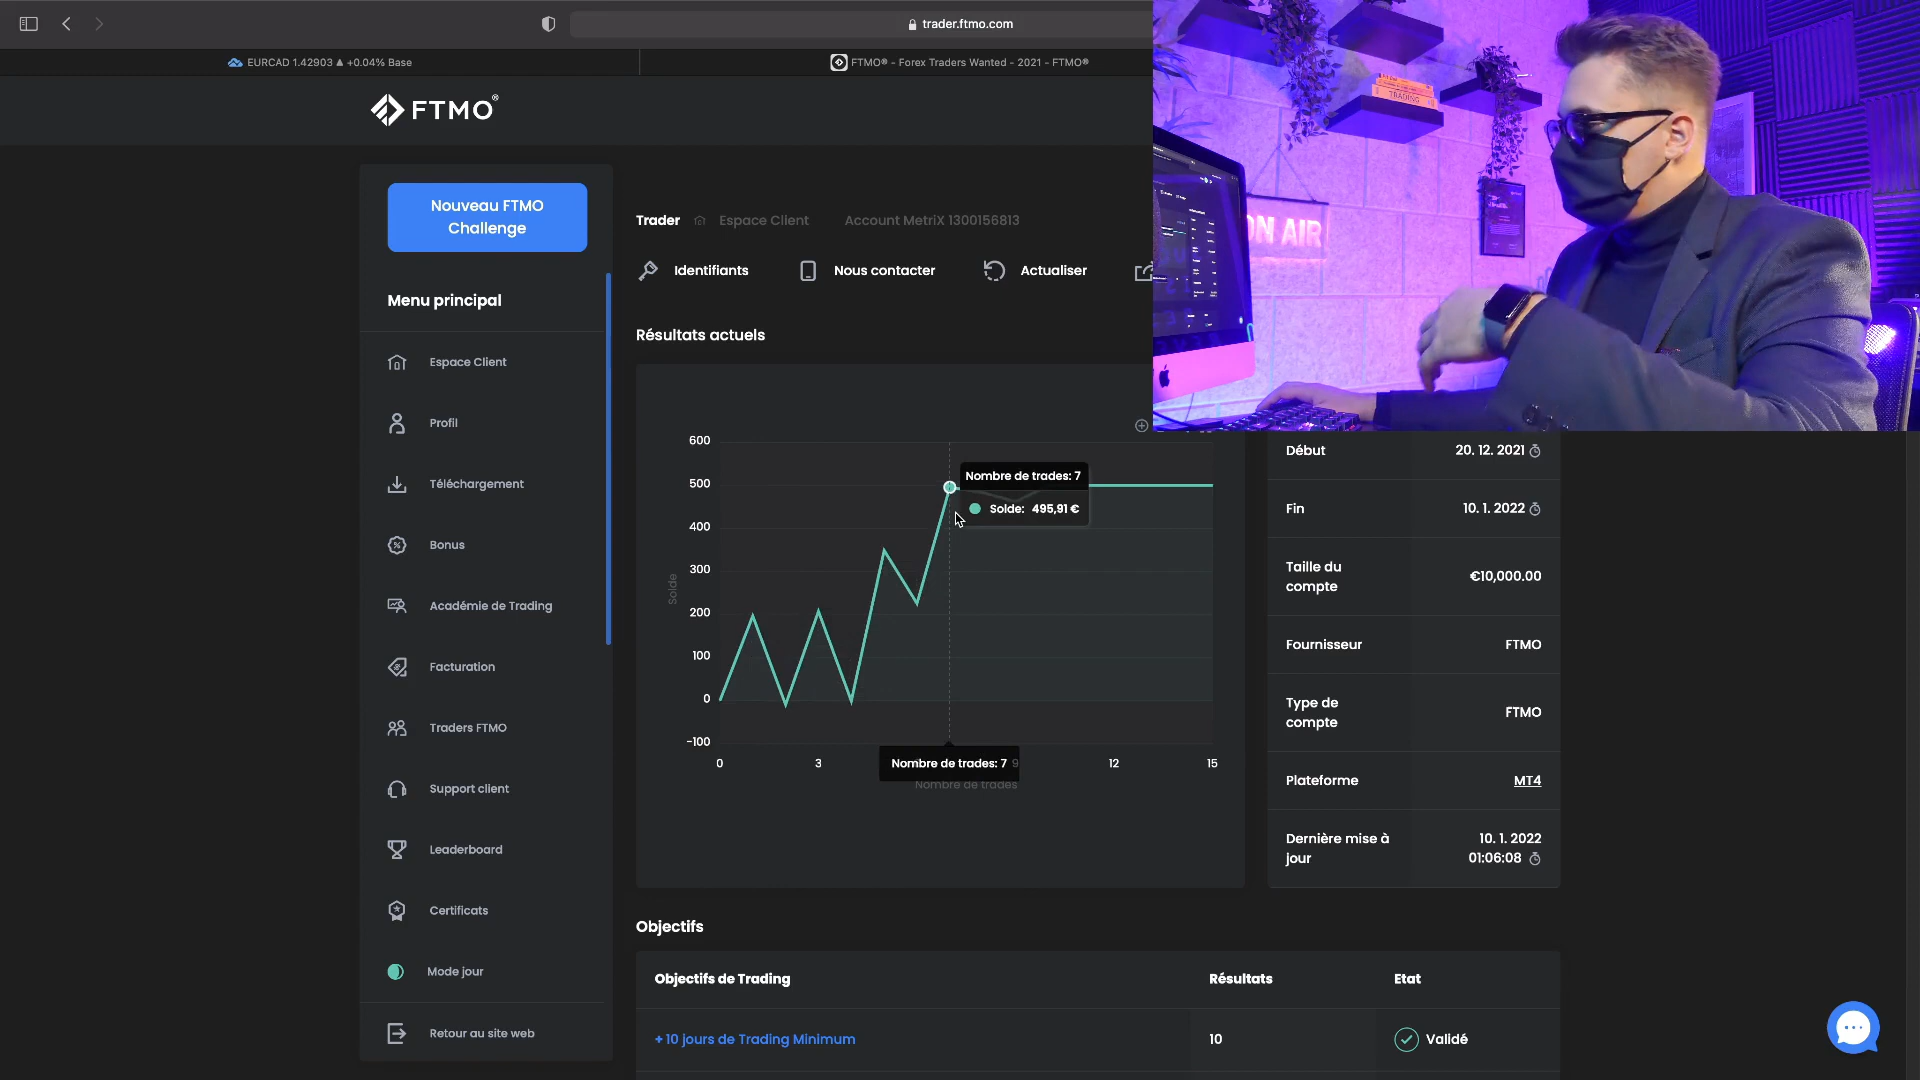 trader.ftmo.com
EURCAD 1.42903 ▲ +0.04% Base
FTMO® - Forex Traders Wanted - 2021 - FTMO®
FTMO®
Nouveau FTMO
Challenge
Menu principal
Espace Client
Profil
Téléchargement
Bonus
Académie de Trading
Facturation
Traders FTMO
Support client
Leaderboard
Certificats
Mode jour
Retour au site web
Trader
Espace Client
Account MetriX 1300156813
Identifiants
Nous contacter
Actualiser
Résultats actuels
600
500
400
300
200
100
0
-100
Solde
Nombre de trades: 7
Solde: 495,91 €
0
3
Nombre de trades: 7
9
12
15
Nombre de trades
TRADING
ON AIR
Début
20. 12. 2021
Fin
10. 1. 2022
Taille du
compte
€10,000.00
Fournisseur
FTMO
Type de
compte
FTMO
Plateforme
MT4
Dernière mise à
jour
10. 1. 2022
01:06:08
Objectifs
Objectifs de Trading
Résultats
Etat
+ 10 jours de Trading Minimum
10
Validé